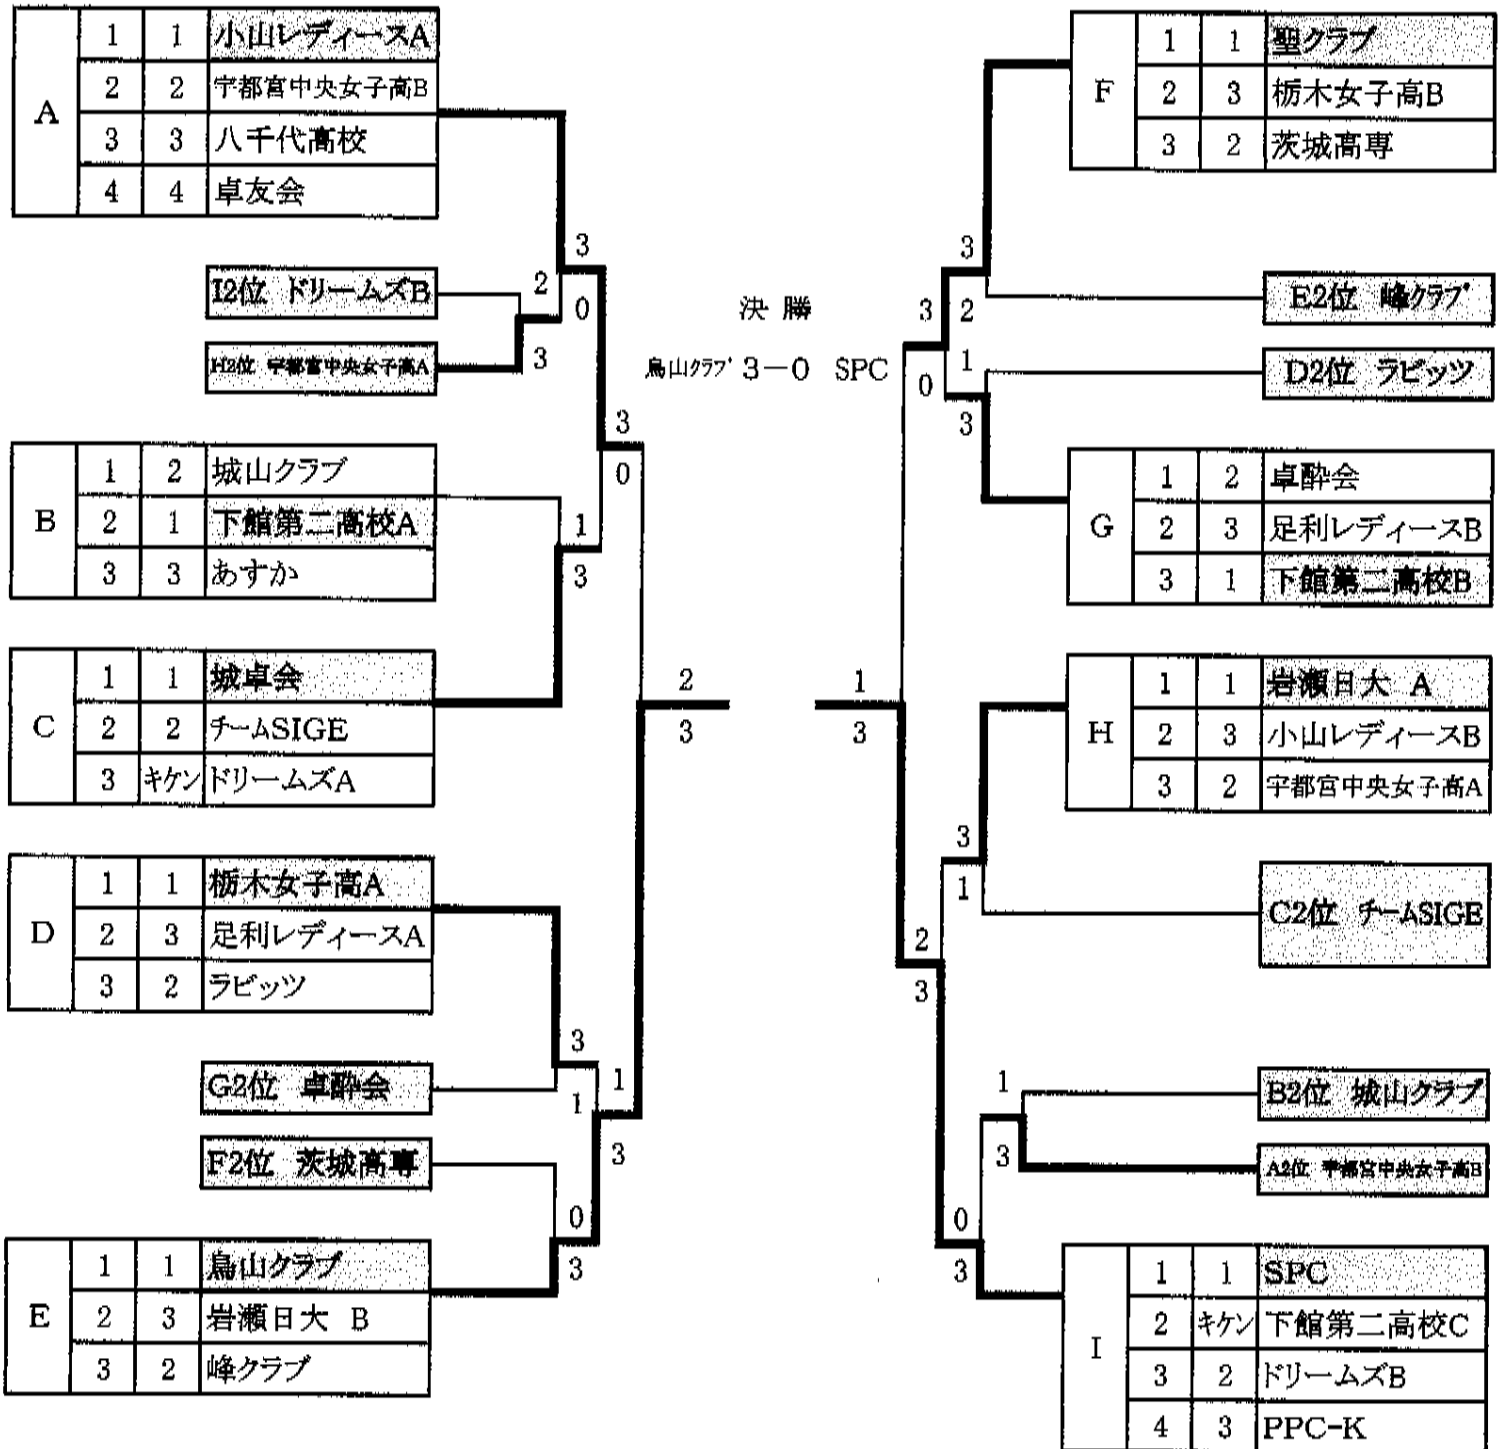 A
1 1 小山レディースA
2 2 宇都宮中央女子高B
3 3 八千代高校
4 4 卓友会
I2位 ドリームズB
H2位 宇都宮中央女子高A
2
3
3
0
B
1 2 城山クラブ
2 1 下館第二高校A
3 3 あすか
1
3
3
0
C
1 1 城卓会
2 2 チームSIGE
3 キケン ドリームズA
D
1 1 栃木女子高A
2 3 足利レディースA
3 2 ラビッツ
G2位 卓酔会
3
1
F2位 茨城高専
0
3
1
3
E
1 1 烏山クラブ
2 3 岩瀬日大 B
3 2 峰クラブ
2
3
決 勝
烏山クラブ 3-0 SPC
1
3
F
1 1 聖クラブ
2 3 栃木女子高B
3 2 茨城高専
3
2
E2位 峰クラブ
D2位 ラビッツ
1
3
3
0
G
1 2 卓酔会
2 3 足利レディースB
3 1 下館第二高校B
H
1 1 岩瀬日大 A
2 3 小山レディースB
3 2 宇都宮中央女子高A
3
1
C2位 チームSIGE
2
3
B2位 城山クラブ
A2位 宇都宮中央女子高B
1
3
0
3
I
1 1 SPC
2 キケン 下館第二高校C
3 2 ドリームズB
4 3 PPC-K